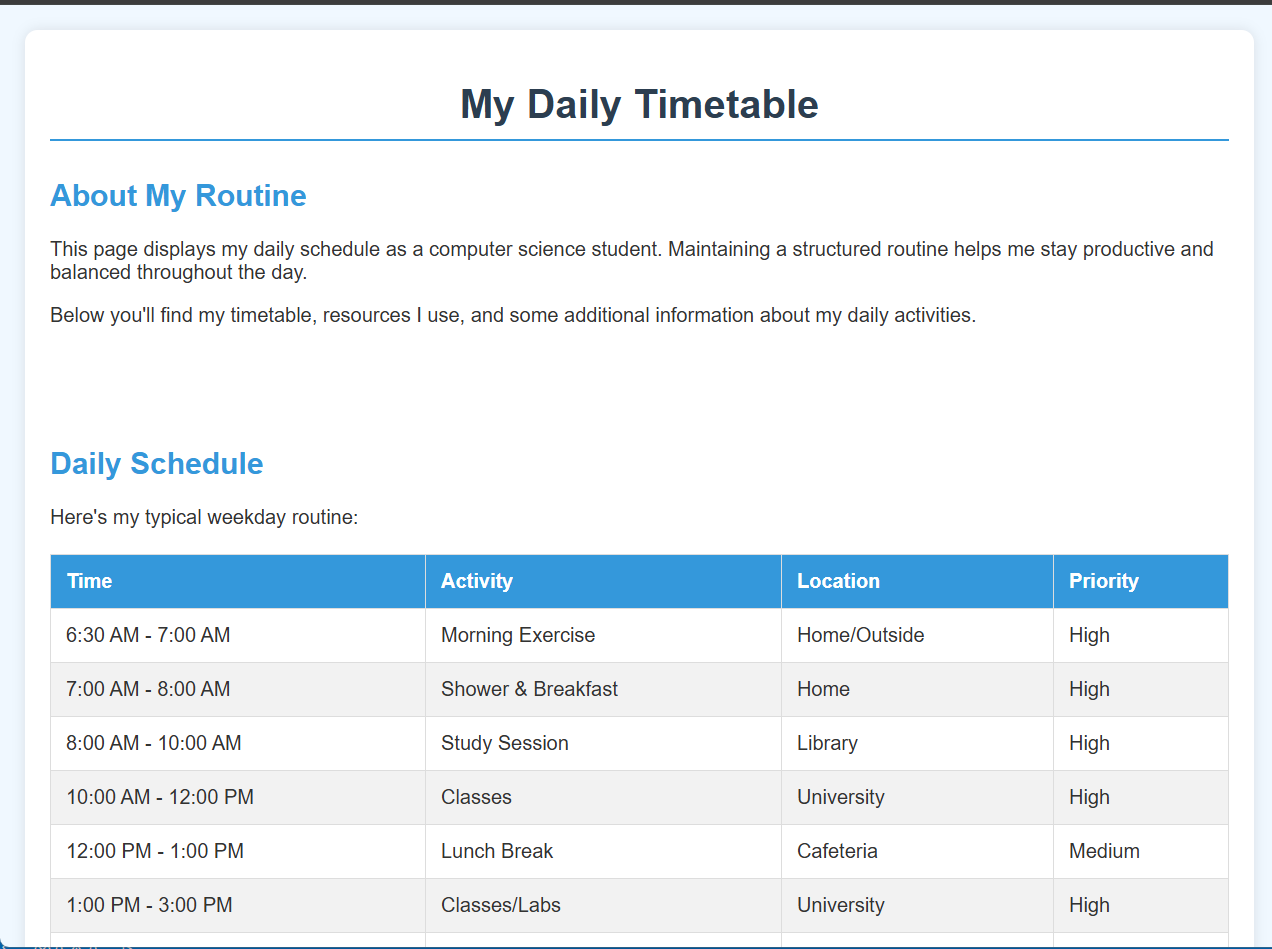 My Daily Timetable
About My Routine
This page displays my daily schedule as a computer science student. Maintaining a structured routine helps me stay productive and
balanced throughout the day.
Below you'll find my timetable, resources I use, and some additional information about my daily activities.
Daily Schedule
Here's my typical weekday routine:
Time Activity Location Priority
6:30 AM - 7:00 AM Morning Exercise Home/Outside High
7:00 AM - 8:00 AM Shower & Breakfast Home High
8:00 AM - 10:00 AM Study Session Library High
10:00 AM - 12:00 PM Classes University High
12:00 PM - 1:00 PM Lunch Break Cafeteria Medium
1:00 PM - 3:00 PM Classes/Labs University High